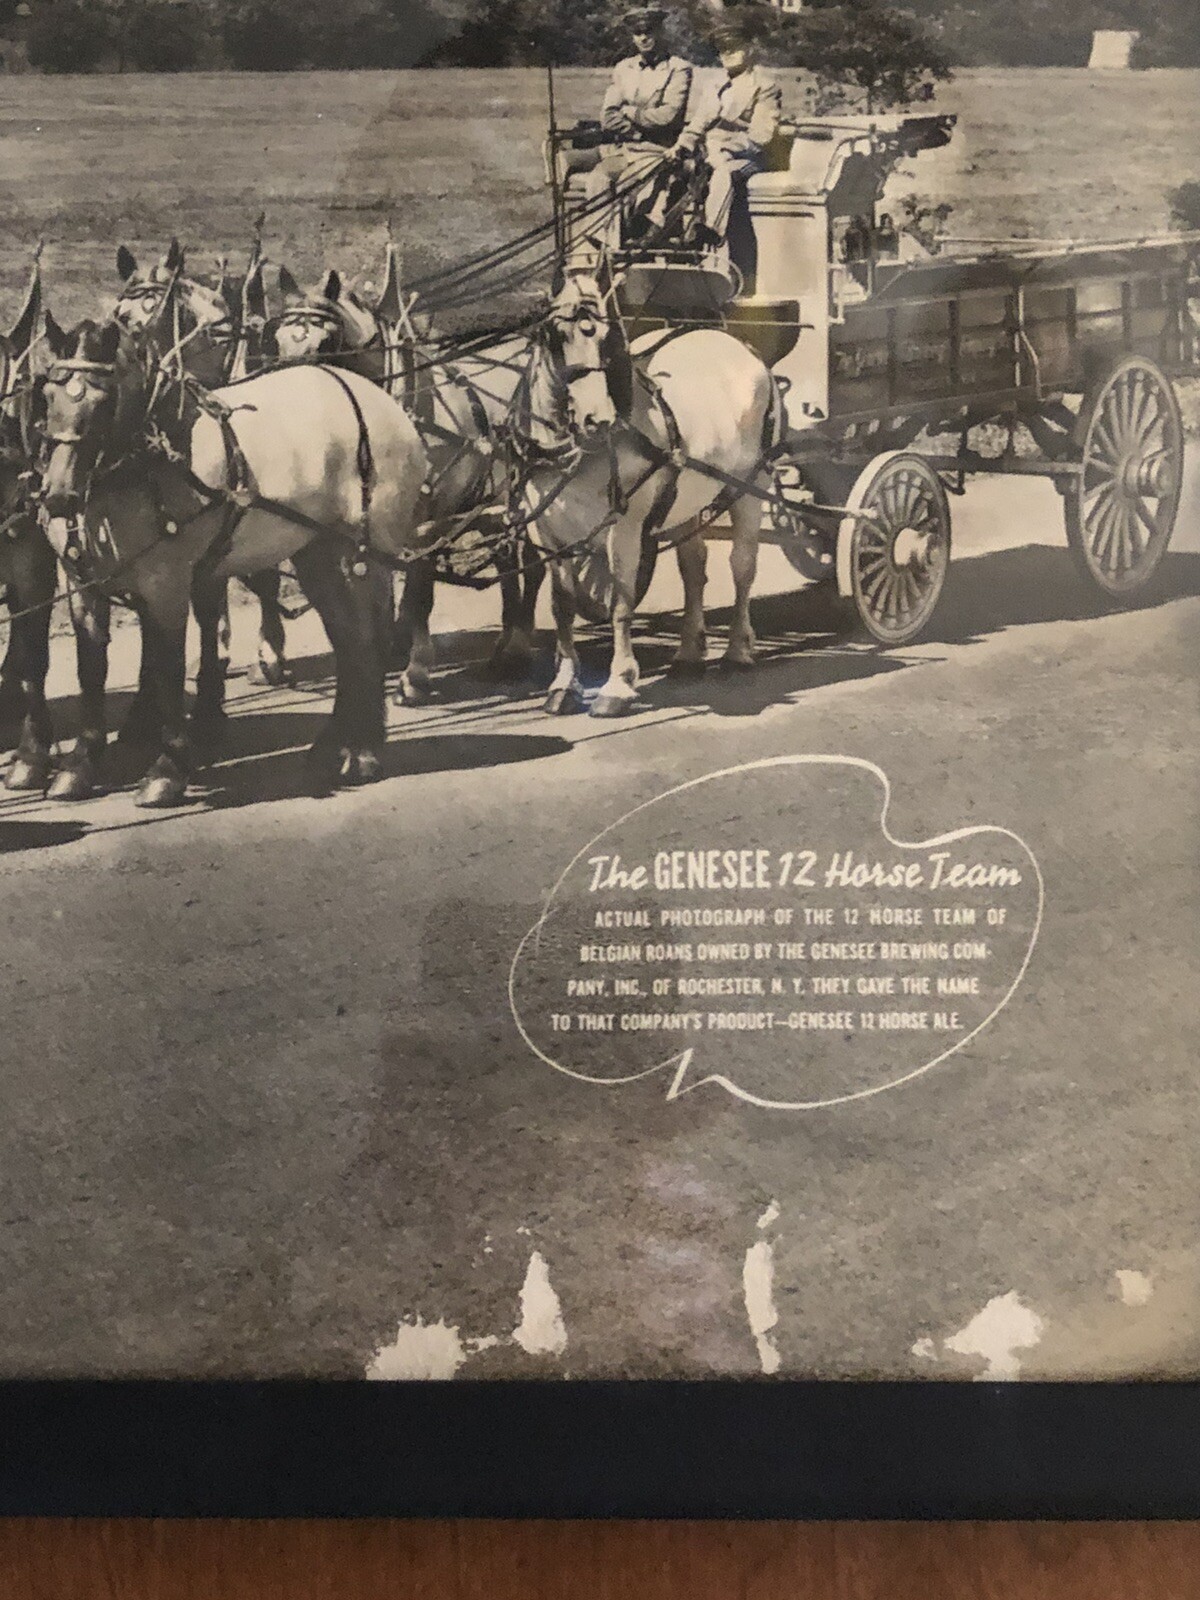 The GENESEE 12 Horse Team
ACTUAL PHOTOGRAPH OF THE 12 HORSE TEAM OF
BELGIAN ROANS OWNED BY THE GENESEE BREWING COM-
PANY, INC., OF ROCHESTER, N. Y. THEY GAVE THE NAME
TO THAT COMPANY'S PRODUCT—GENESEE 12 HORSE ALE.